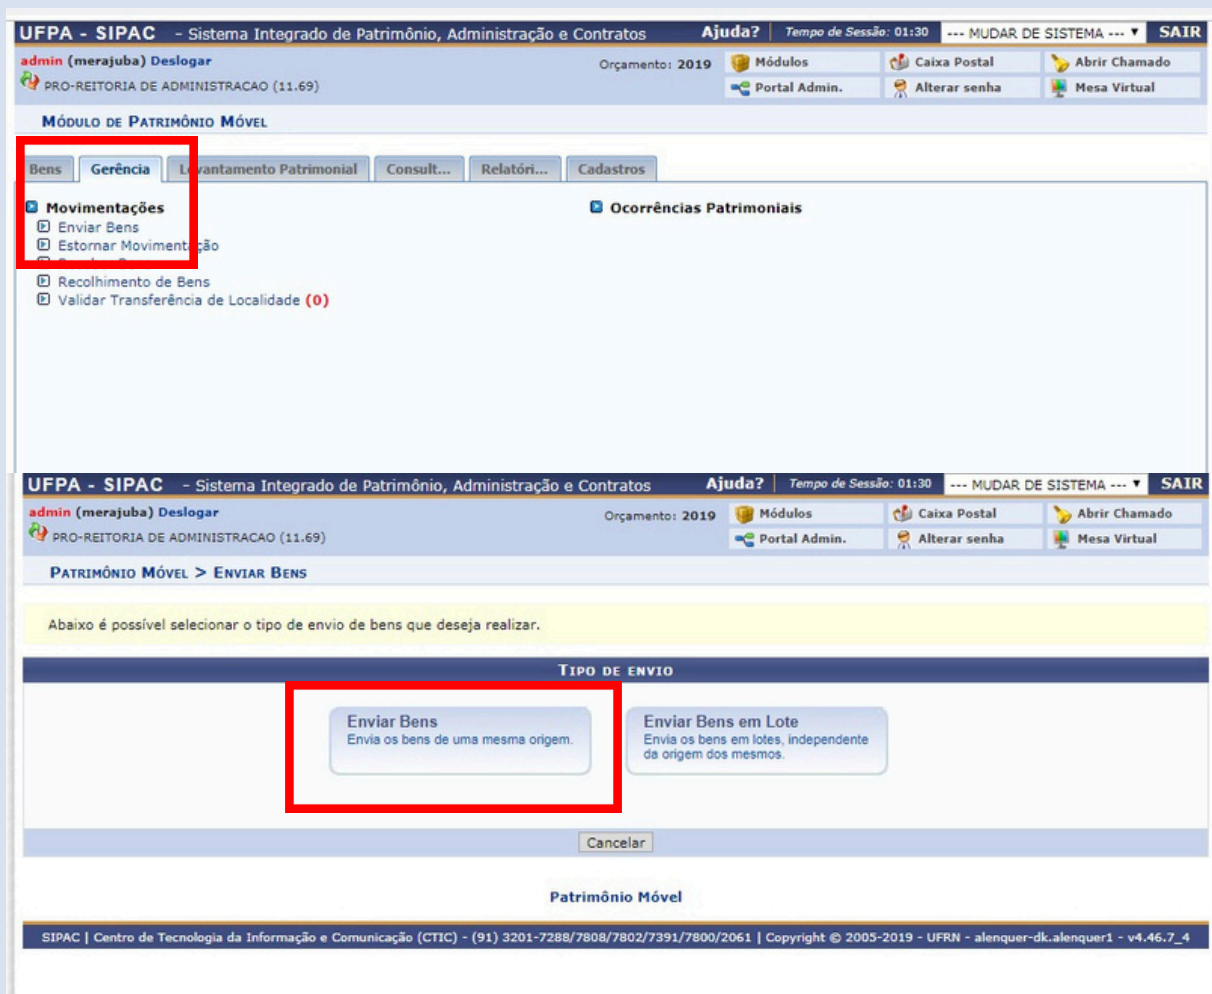 UFPA - SIPAC - Sistema Integrado de Patrimônio, Administração e Contratos Ajuda? Tempo de Sessão: 01:30 --- MUDAR DE SISTEMA --- SAIR
admin (merajuba) Deslogar Orçamento: 2019 Módulos Caixa Postal Abrir Chamado
PRO-REITORIA DE ADMINISTRACAO (11.69) Portal Admin. Alterar senha Mesa Virtual
MÓDULO DE PATRIMÔNIO MÓVEL
Bens Gerência Levantamento Patrimonial Consult... Relatóri... Cadastros
Movimentações Ocorrências Patrimoniais
Enviar Bens
Estornar Movimentação
Recolhimento de Bens
Validar Transferência de Localidade (0)
UFPA - SIPAC - Sistema Integrado de Patrimônio, Administração e Contratos Ajuda? Tempo de Sessão: 01:30 --- MUDAR DE SISTEMA --- SAIR
admin (merajuba) Deslogar Orçamento: 2019 Módulos Caixa Postal Abrir Chamado
PRO-REITORIA DE ADMINISTRACAO (11.69) Portal Admin. Alterar senha Mesa Virtual
PATRIMÔNIO MÓVEL > ENVIAR BENS
Abaixo é possível selecionar o tipo de envio de bens que deseja realizar.
TIPO DE ENVIO
Enviar Bens
Envia os bens de uma mesma origem.
Enviar Bens em Lote
Envia os bens em lotes, independente
da origem dos mesmos.
Cancelar
Patrimônio Móvel
SIPAC | Centro de Tecnologia da Informação e Comunicação (CTIC) - (91) 3201-7288/7808/7802/7391/7800/2061 | Copyright © 2005-2019 - UFRN - alenquer-dk.alenquer1 - v4.46.7_4